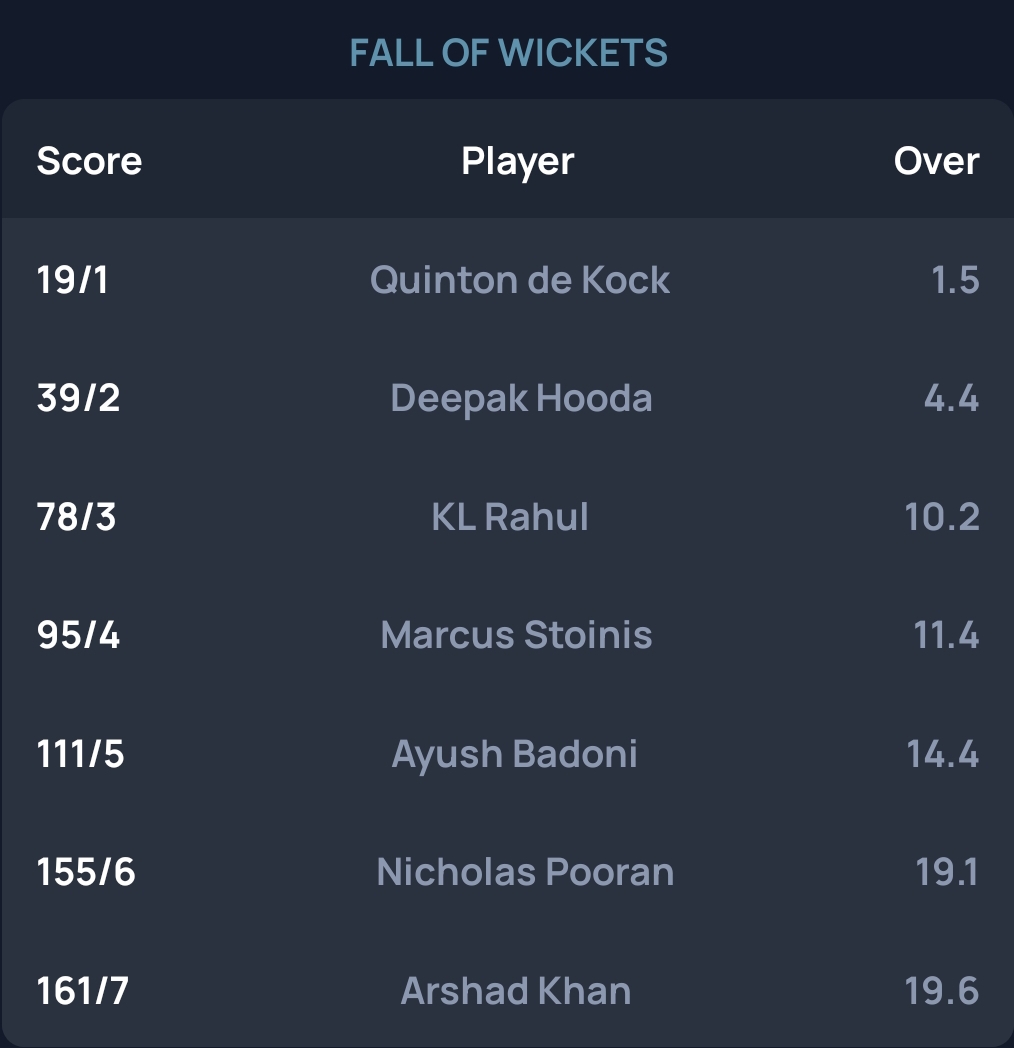 FALL OF WICKETS
Score Player Over
19/1 Quinton de Kock 1.5
39/2 Deepak Hooda 4.4
78/3 KL Rahul 10.2
95/4 Marcus Stoinis 11.4
111/5 Ayush Badoni 14.4
155/6 Nicholas Pooran 19.1
161/7 Arshad Khan 19.6